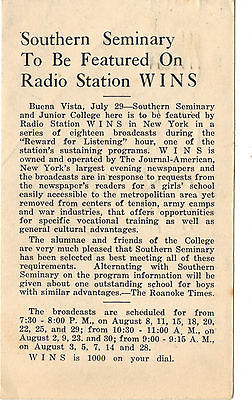 Southern Seminary
To Be Featured On
Radio Station WINS
Buena Vista, July 29—Southern Seminary
and Junior College here is to be featured by
Radio Station WINS in New York in a
series of eighteen broadcasts during the
"Reward for Listening" hour, one of the
station's sustaining programs. WINS is
owned and operated by The Journal-American,
New York's largest evening newspapers and
the broadcasts are in response to requests from
the newspaper's readers for a girls' school
easily accessible to the metropolitan area yet
removed from centers of tension, army camps
and war industries, that offers opportunities
for specific vocational training as well as
general cultural advantages.
The alumnae and friends of the College
are very much pleased that Southern Seminary
has been selected as best meeting all of these
requirements. Alternating with Southern
Seminary on the program information will be
given about one outstanding school for boys
with similar advantages.—The Roanoke Times.
The broadcasts are scheduled for from
7:30 - 8:00 P. M., on August 8, 11, 15, 18, 20,
22, 25, and 29; from 10:30 - 11:00 A. M., on
August 2, 9, 23, and 30; from 9:00 - 9:15 A. M.,
on August 3, 5, 7, 14 and 28.
WINS is 1000 on your dial.